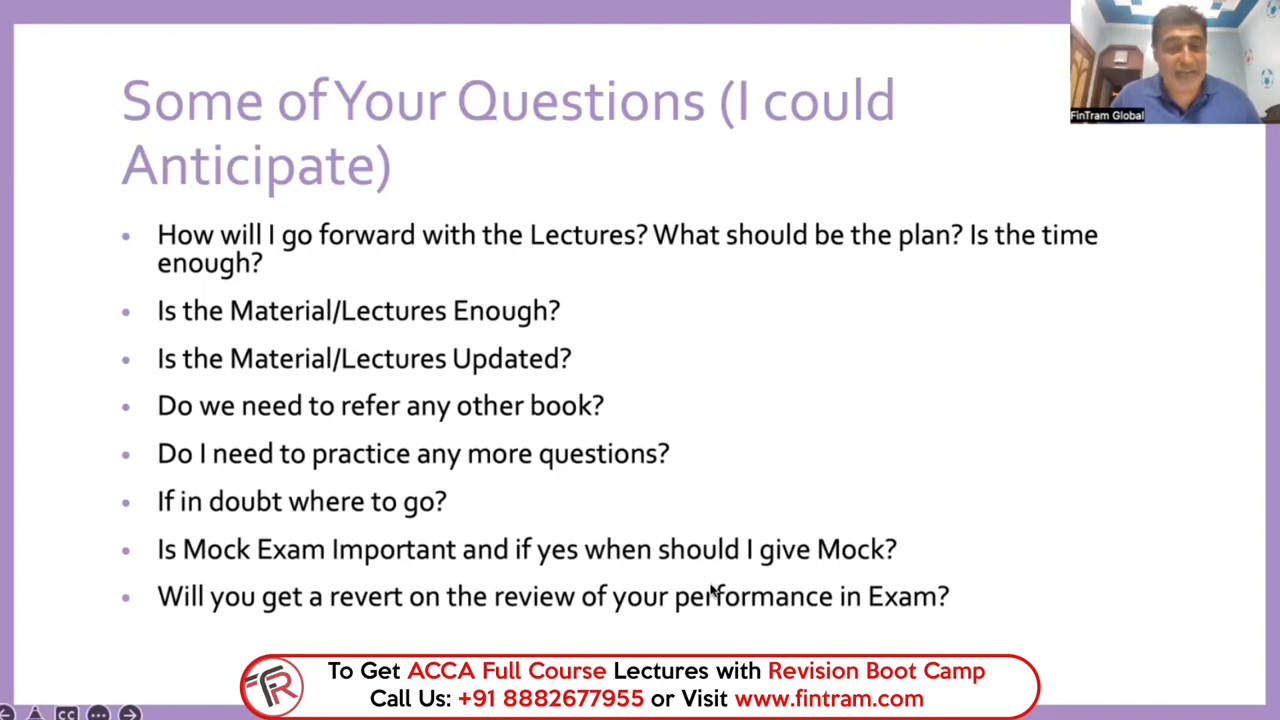 Some of Your Questions (I could
Anticipate)
FinTram Global
• How will I go forward with the Lectures? What should be the plan? Is the time
enough?
• Is the Material/Lectures Enough?
• Is the Material/Lectures Updated?
• Do we need to refer any other book?
• Do I need to practice any more questions?
• If in doubt where to go?
• Is Mock Exam Important and if yes when should I give Mock?
• Will you get a revert on the review of your performance in Exam?
To Get ACCA Full Course Lectures with Revision Boot Camp
Call Us: +91 8882677955 or Visit www.fintram.com
CC